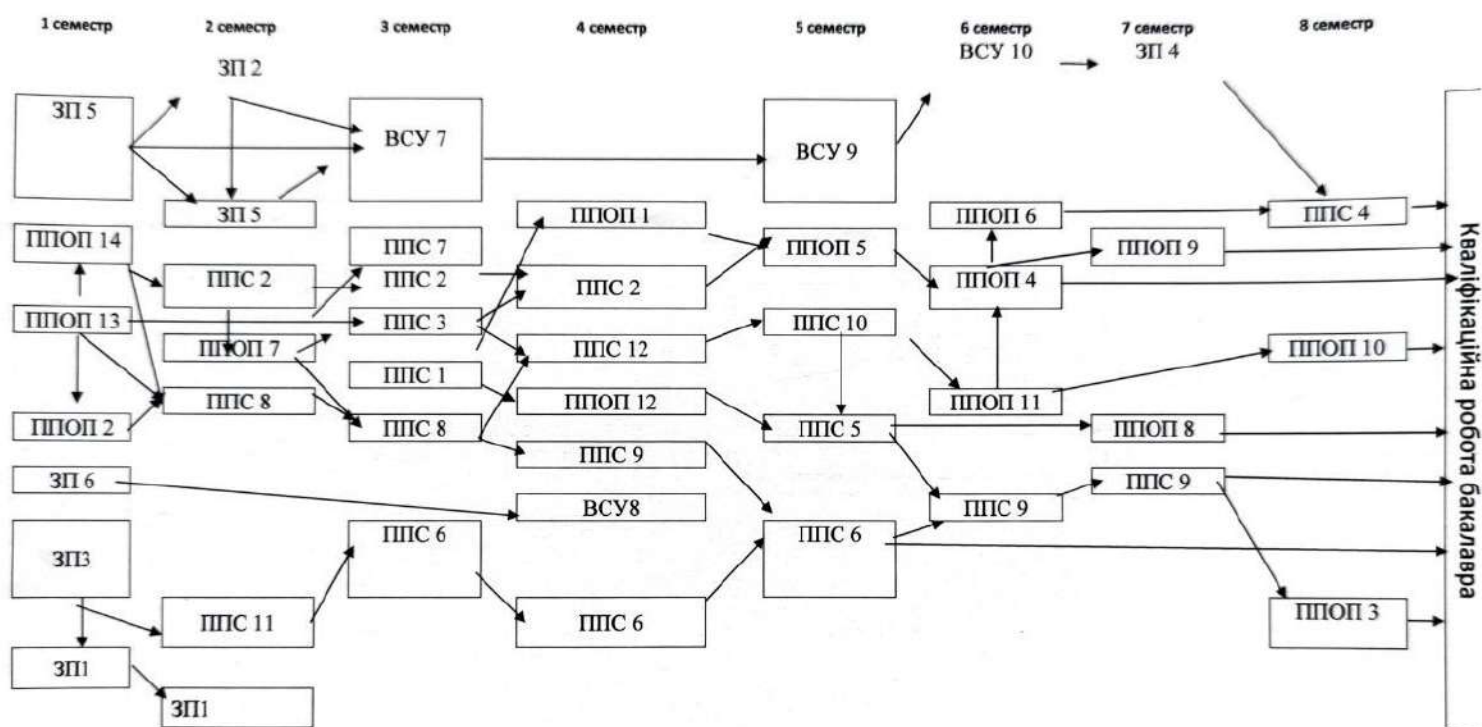 1 семестр
2 семестр
3 семестр
4 семестр
5 семестр
6 семестр
7 семестр
8 семестр
ЗП 5
ППОП 14
ППОП 13
ППОП 2
ЗП 6
ЗП3
ЗП1
ЗП 2
ЗП 5
ППС 2
ППОП 7
ППС 8
ППС 11
ЗП1
ВСУ 7
ППС 7
ППС 2
ППС 3
ППС 1
ППС 8
ППС 6
ППОП 1
ППС 2
ППС 12
ППОП 12
ППС 9
ВСУ8
ППС 6
ВСУ 9
ППОП 5
ППС 10
ППС 5
ППС 6
ВСУ 10
ППОП 6
ППОП 4
ППОП 11
ППС 9
ЗП 4
ППОП 9
ППОП 8
ППС 9
ППС 4
ППОП 10
ППОП 3
Кваліфікаційна робота бакалавра